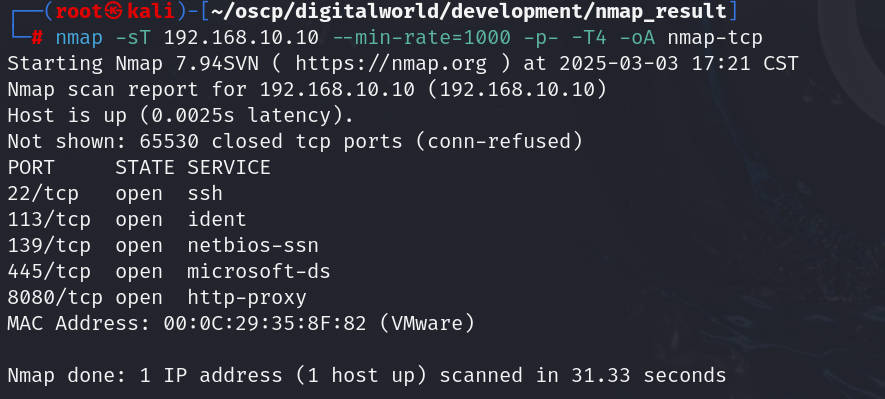 ┌──(root㉿kali)-[~/oscp/digitalworld/development/nmap_result]
└─# nmap -sT 192.168.10.10 --min-rate=1000 -p- -T4 -oA nmap-tcp
Starting Nmap 7.94SVN ( https://nmap.org ) at 2025-03-03 17:21 CST
Nmap scan report for 192.168.10.10 (192.168.10.10)
Host is up (0.0025s latency).
Not shown: 65530 closed tcp ports (conn-refused)
PORT     STATE SERVICE
22/tcp   open  ssh
113/tcp  open  ident
139/tcp  open  netbios-ssn
445/tcp  open  microsoft-ds
8080/tcp open  http-proxy
MAC Address: 00:0C:29:35:8F:82 (VMware)

Nmap done: 1 IP address (1 host up) scanned in 31.33 seconds